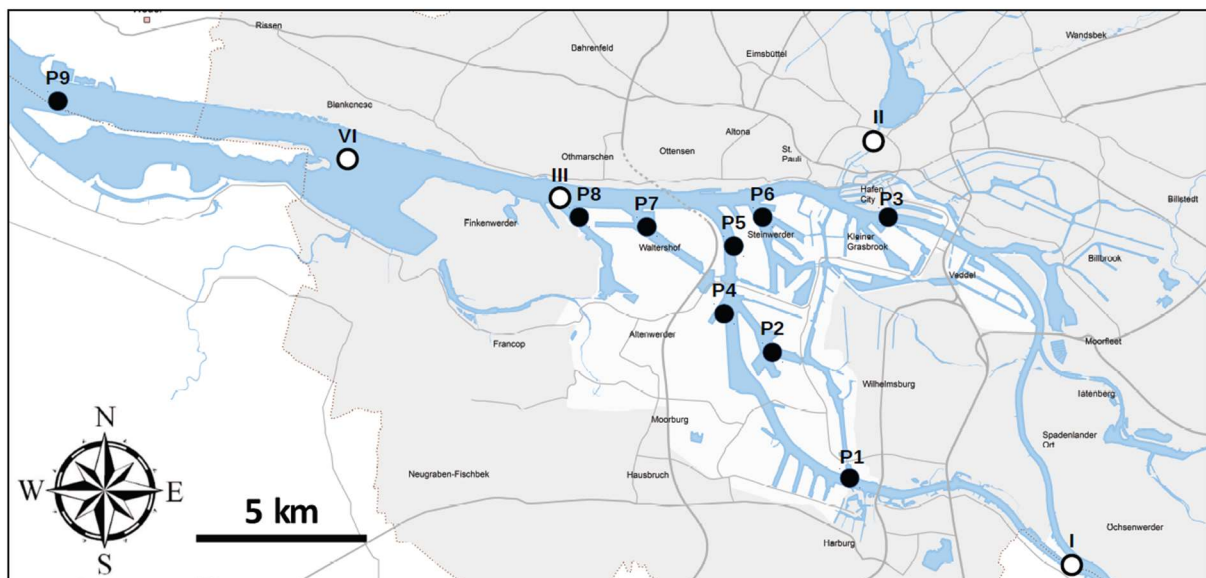 Rissen
Bahrenfeld
Eimsbüttel
Wandsbek
P9
Blankenese
VI
II
Altona
St.
Pauli
Othmarschen
Ottensen
III
P8
P7
P6
Hafen
City
P3
Billstedt
Finkenwerder
Waltershof
P5
Steinwerder
Kleiner
Grasbrook
Billbrook
Veddel
P4
P2
Altenwerder
Francop
Moorfleet
Wilhelmsburg
Tatenberg
Moorburg
Spadenlander
Ort
N
W
E
S
Neugraben-Fischbek
Hausbruch
P1
5 km
Harburg
Ochsenwerder
I